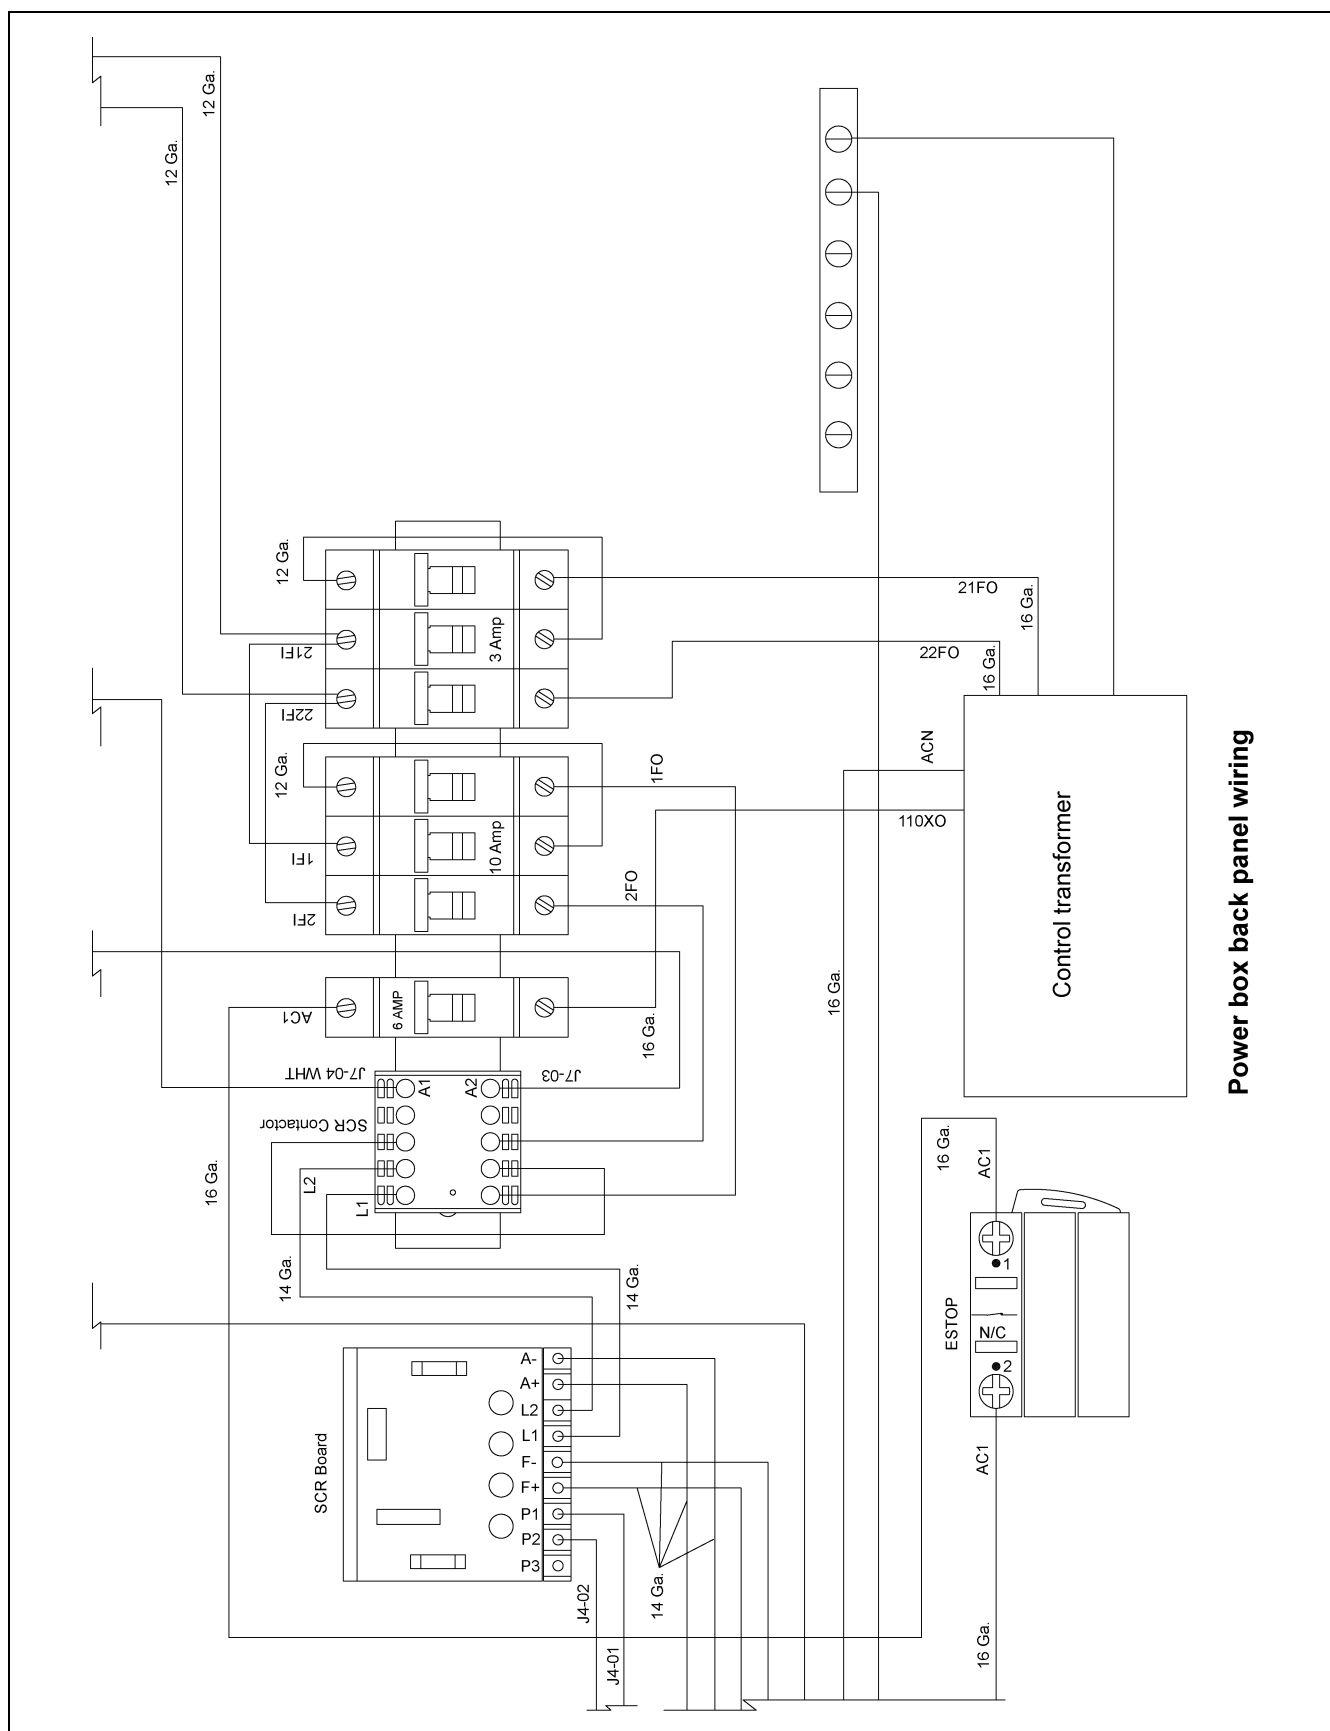 12 Ga.
12 Ga.
12 Ga.
21FI
3 Amp
21FO
16 Ga.
22FO
16 Ga.
22FI
12 Ga.
1FO
ACN
110XO
1FI
10 Amp
2FO
2FI
Control transformer
16 Ga.
AC1
6 AMP
16 Ga.
J7-04 WHT
A1
A2
J7-03
SCR Contactor
16 Ga.
L2
L1
16 Ga.
AC1
14 Ga.
14 Ga.
1
ESTOP
N/C
2
SCR Board
A-
A+
L2
L1
F-
F+
P1
P2
P3
AC1
14 Ga.
J4-02
J4-01
16 Ga.
Power box back panel wiring